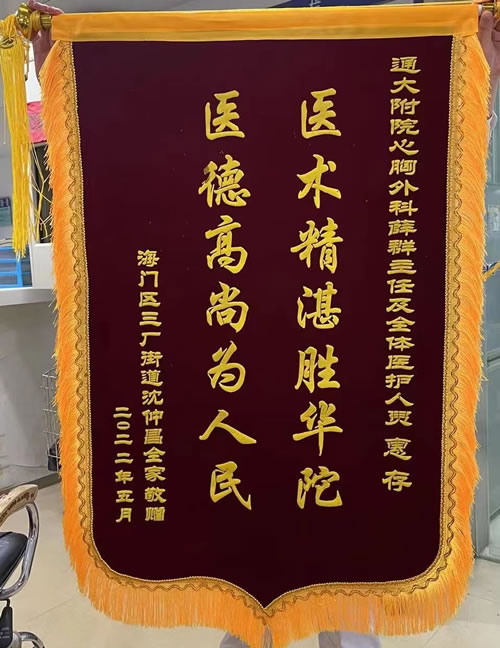 通大附院心胸外科薛群主任及全体医护人员 惠存
医术精湛胜华陀
医德高尚为人民
海门区三厂街道沈仲昌全家 敬赠
二〇二二年五月